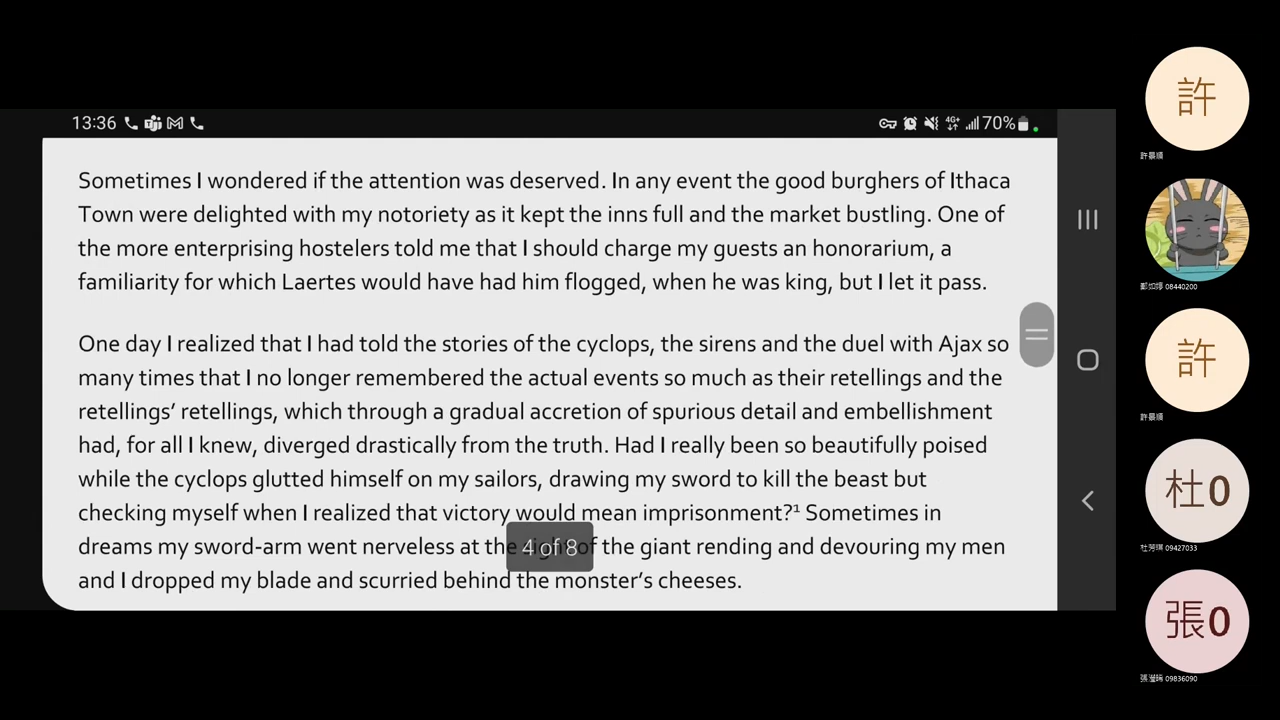 13:36
4G+
70%
Sometimes I wondered if the attention was deserved. In any event the good burghers of Ithaca
Town were delighted with my notoriety as it kept the inns full and the market bustling. One of
the more enterprising hostelers told me that I should charge my guests an honorarium, a
familiarity for which Laertes would have had him flogged, when he was king, but I let it pass.
One day I realized that I had told the stories of the cyclops, the sirens and the duel with Ajax so
many times that I no longer remembered the actual events so much as their retellings and the
retellings’ retellings, which through a gradual accretion of spurious detail and embellishment
had, for all I knew, diverged drastically from the truth. Had I really been so beautifully poised
while the cyclops glutted himself on my sailors, drawing my sword to kill the beast but
checking myself when I realized that victory would mean imprisonment?¹ Sometimes in
dreams my sword-arm went nerveless at the sight of the giant rending and devouring my men
and I dropped my blade and scurried behind the monster’s cheeses.
4 of 8
許
許
杜0
杜芳琪 09427033
張0
09836090
08440200